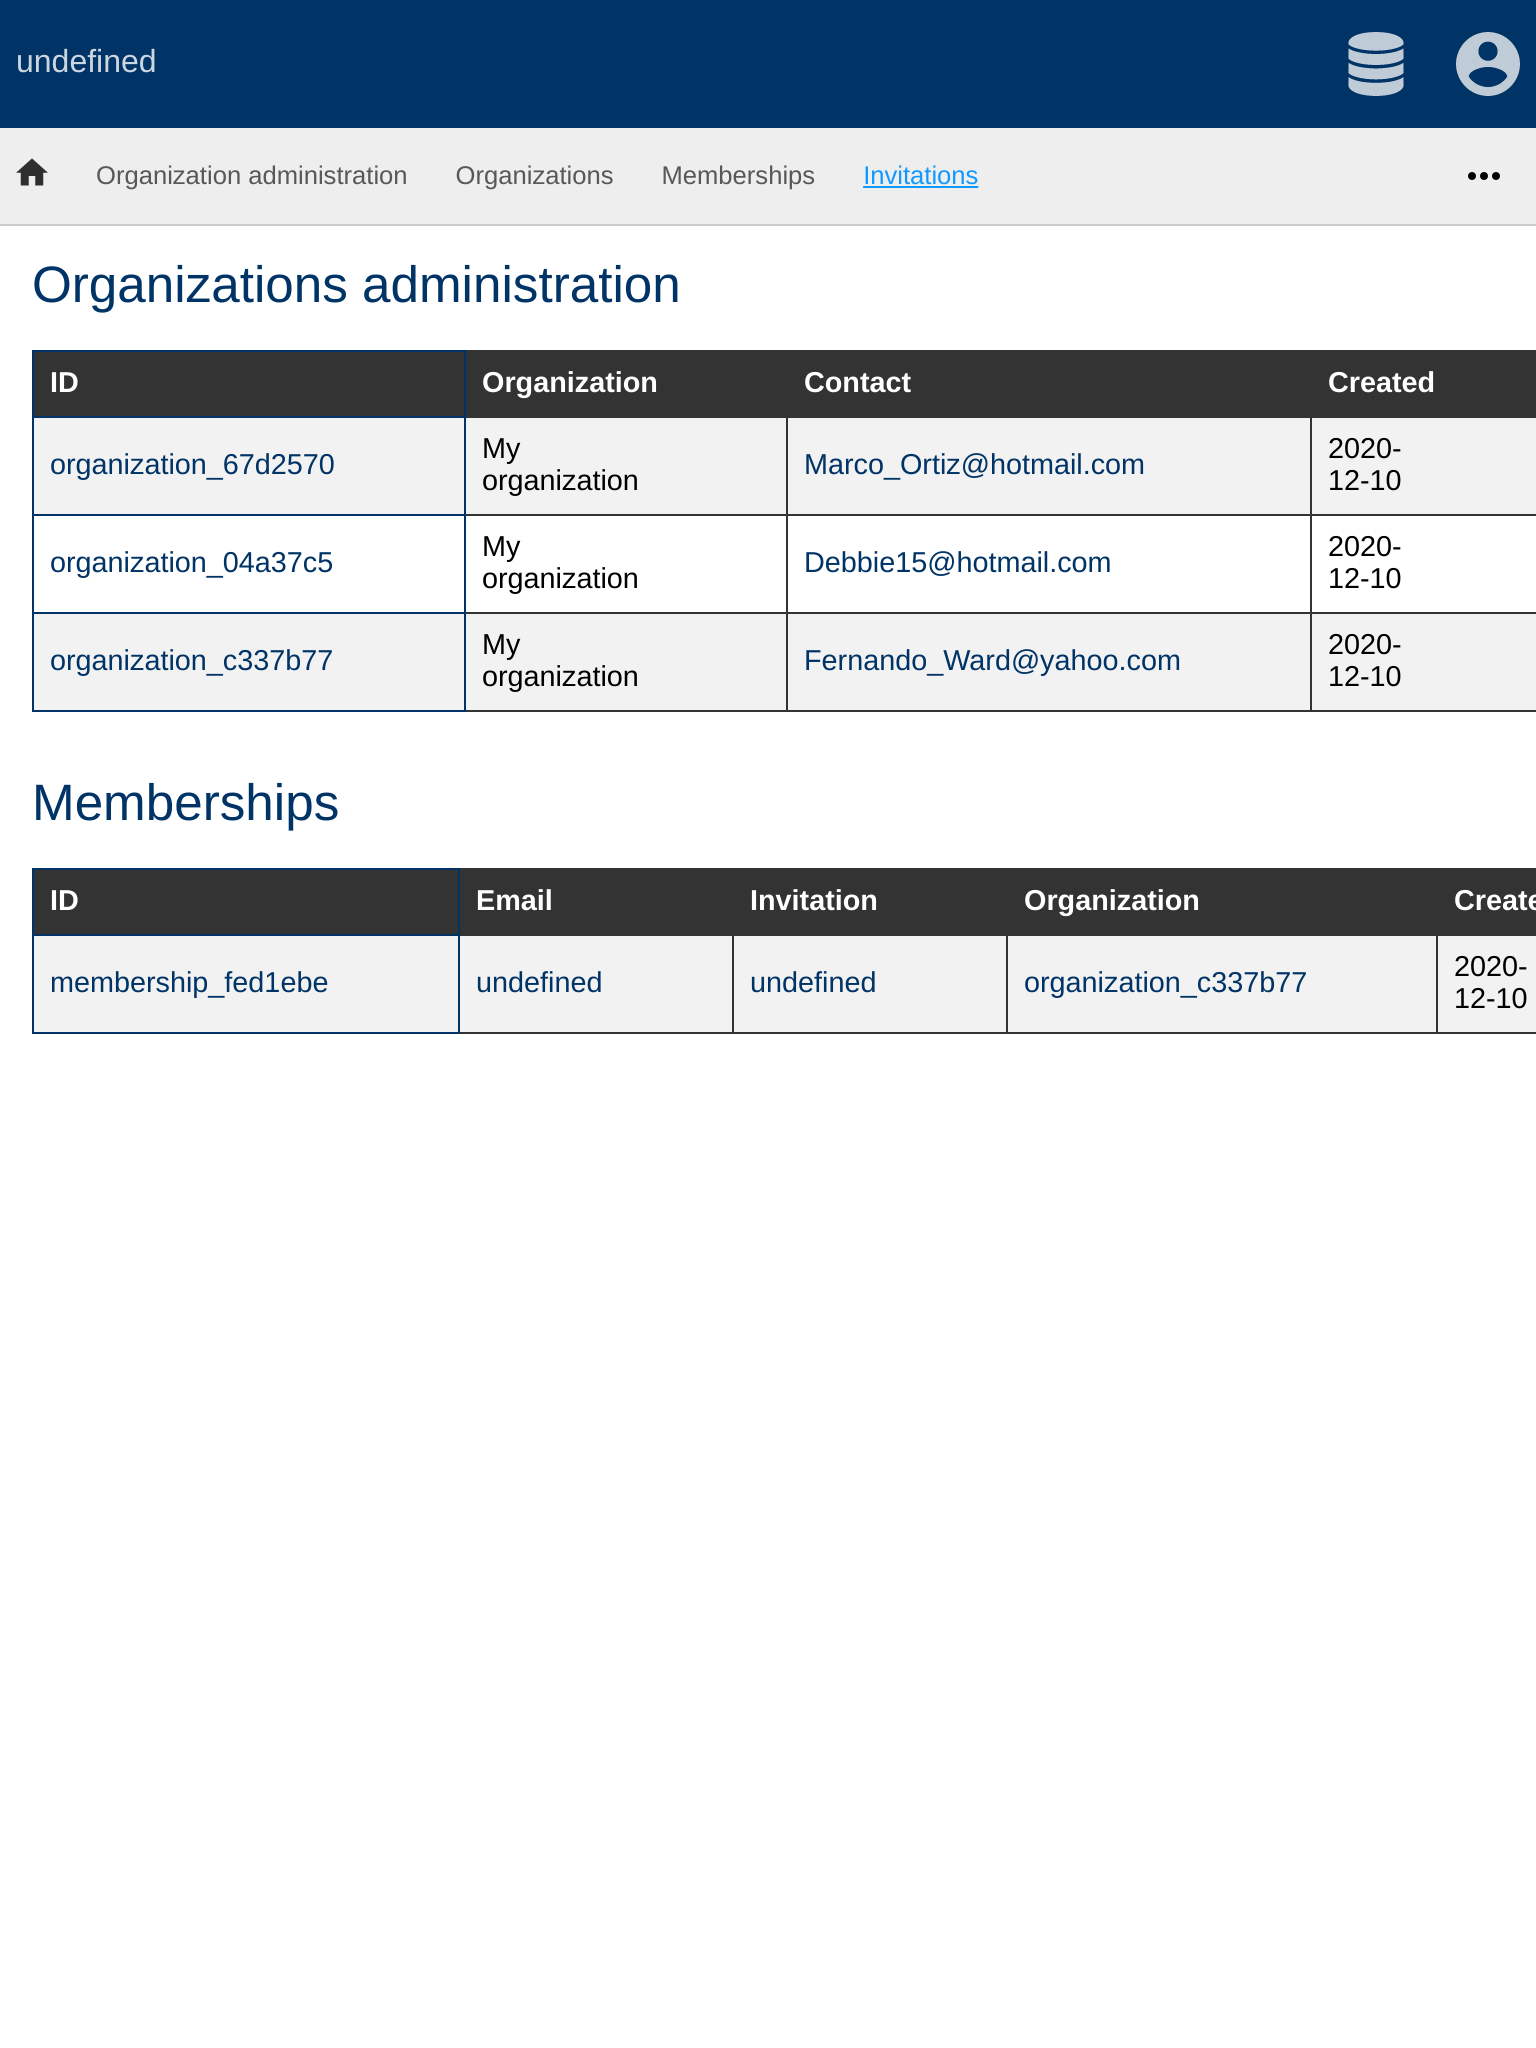 undefined
Organization administration Organizations Memberships Invitations
Organizations administration
ID Organization Contact Created
organization_67d2570 My organization Marco_Ortiz@hotmail.com 2020-12-10
organization_04a37c5 My organization Debbie15@hotmail.com 2020-12-10
organization_c337b77 My organization Fernando_Ward@yahoo.com 2020-12-10
Memberships
ID Email Invitation Organization Create
membership_fed1ebe undefined undefined organization_c337b77 2020-12-10